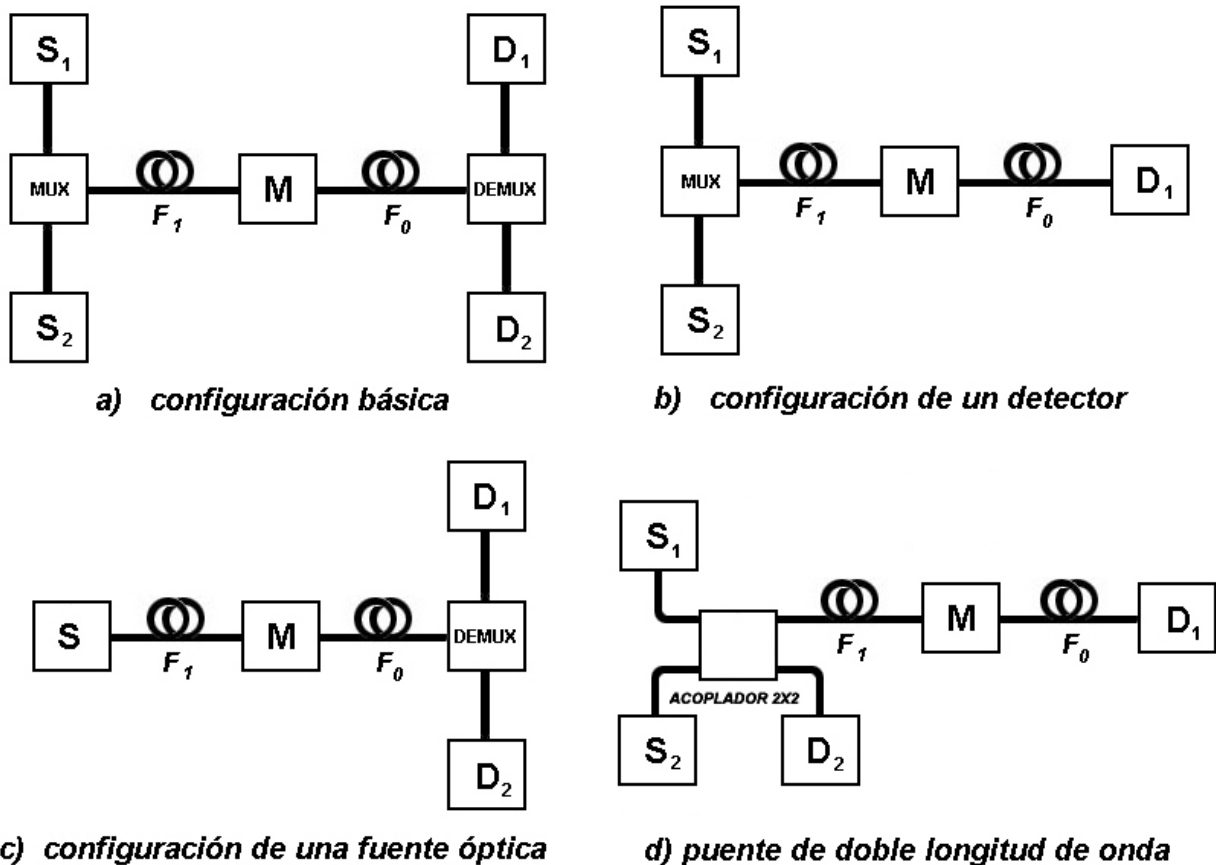 S1
D1
MUX
F1
M
F0
DEMUX
S2
D2
a) configuración básica
S1
MUX
F1
M
F0
D1
S2
b) configuración de un detector
D1
S
F1
M
F0
DEMUX
D2
c) configuración de una fuente óptica
S1
F1
M
F0
D1
ACOPLADOR 2X2
S2
D2
d) puente de doble longitud de onda